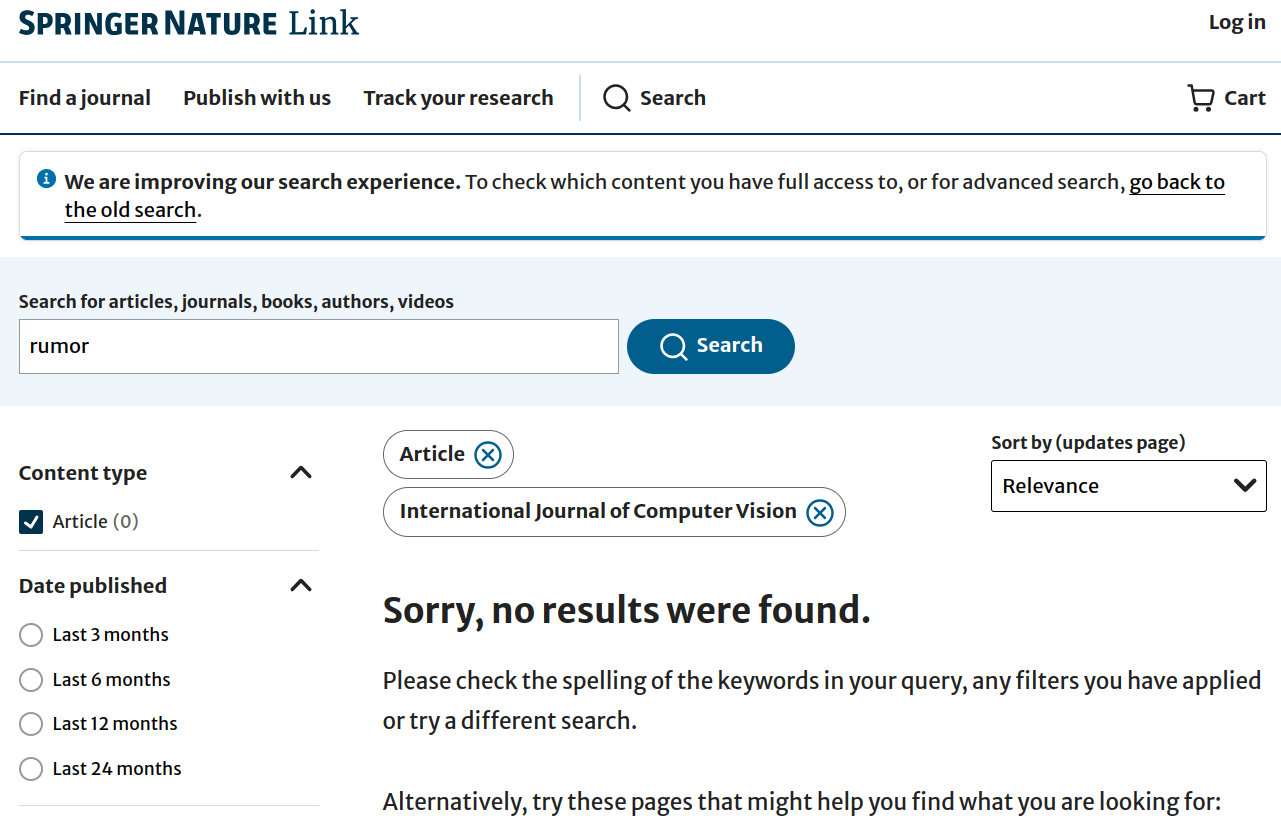 SPRINGER NATURE Link
Log in
Find a journal
Publish with us
Track your research
Search
Cart
We are improving our search experience. To check which content you have full access to, or for advanced search, go back to
the old search.
Search for articles, journals, books, authors, videos
rumor
Search
Content type
Article (0)
Date published
Last 3 months
Last 6 months
Last 12 months
Last 24 months
Article
International Journal of Computer Vision
Sort by (updates page)
Relevance
Sorry, no results were found.
Please check the spelling of the keywords in your query, any filters you have applied
or try a different search.
Alternatively, try these pages that might help you find what you are looking for: